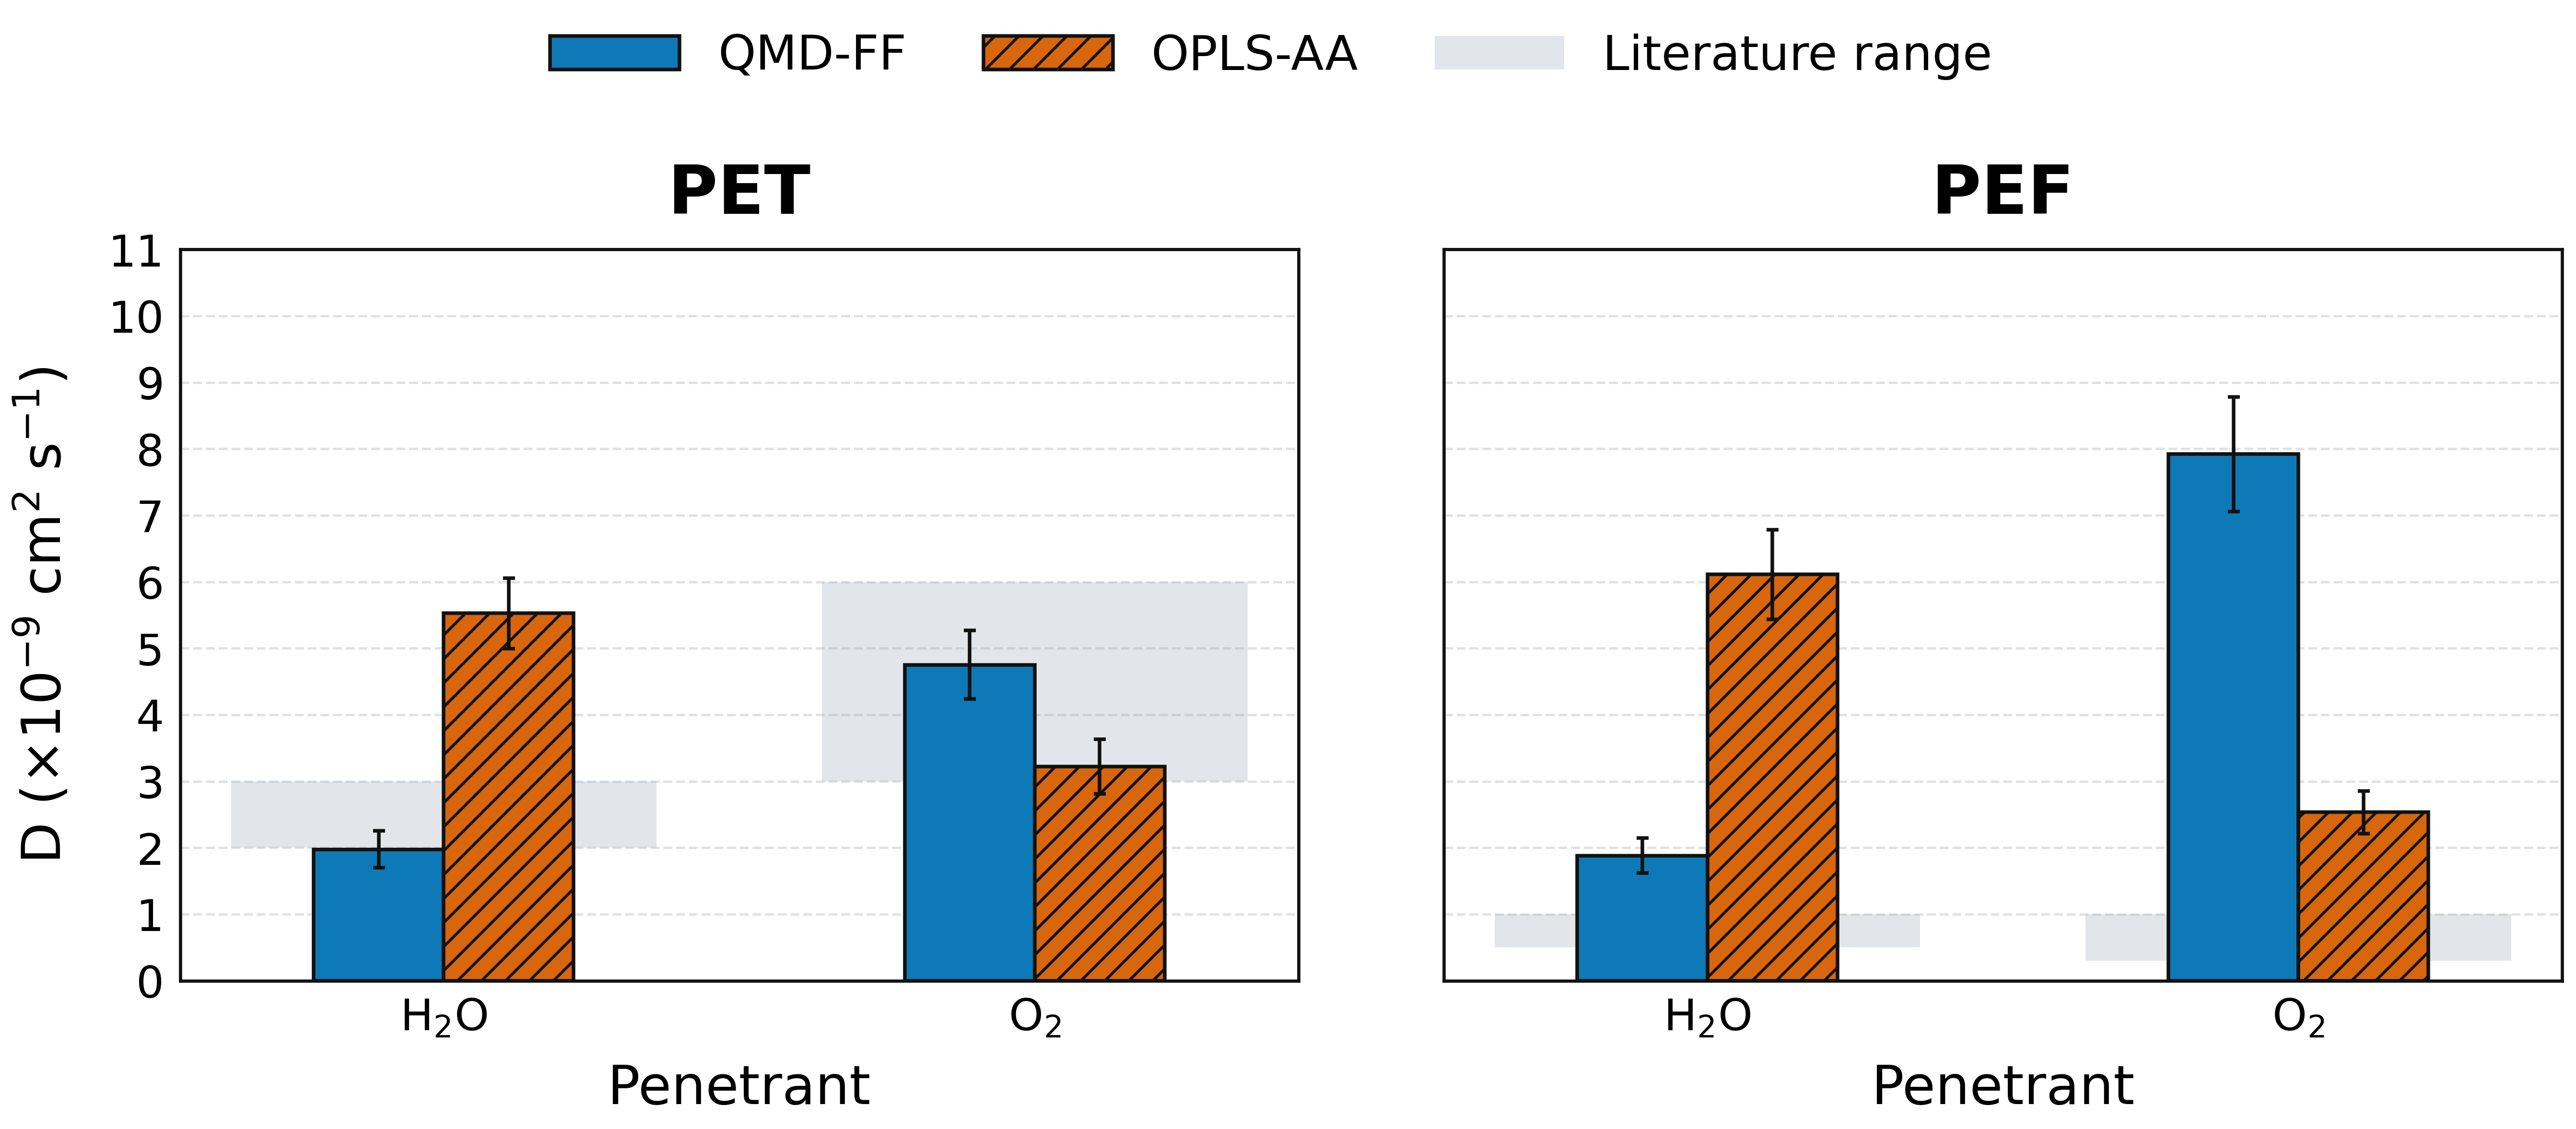 QMD-FF OPLS-AA Literature range
PET PEF
11
10
9
8
7
6
5
4
3
2
1
0
D (×10⁻⁹ cm² s⁻¹)
H₂O O₂ H₂O O₂
Penetrant Penetrant